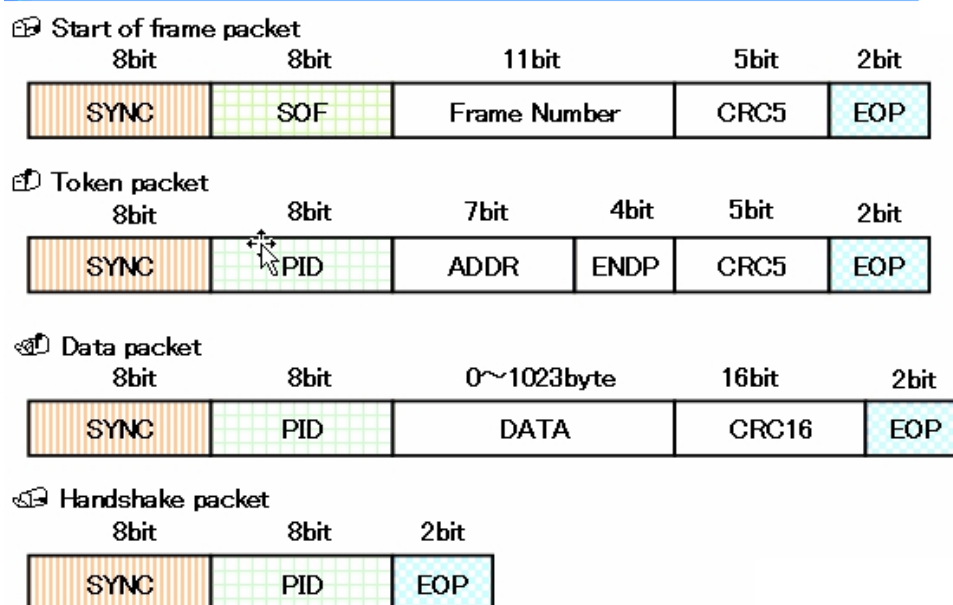 Start of frame packet
8bit 8bit 11bit 5bit 2bit
SYNC SOF Frame Number CRC5 EOP
Token packet
8bit 8bit 7bit 4bit 5bit 2bit
SYNC PID ADDR ENDP CRC5 EOP
Data packet
8bit 8bit 0～1023byte 16bit 2bit
SYNC PID DATA CRC16 EOP
Handshake packet
8bit 8bit 2bit
SYNC PID EOP